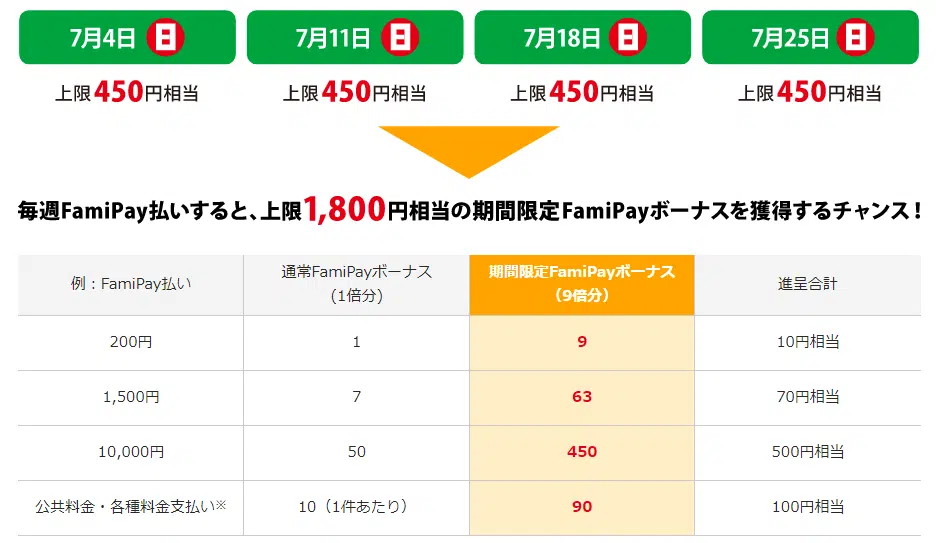 7月4日 日 7月11日 日 7月18日 日 7月25日 日
上限450円相当 上限450円相当 上限450円相当 上限450円相当
毎週FamiPay払いすると、上限1,800円相当の期間限定FamiPayボーナスを獲得するチャンス!
例:FamiPay払い 通常FamiPayボーナス 期間限定FamiPayボーナス 進呈合計
(1倍分) (9倍分)
200円 1 9 10円相当
1,500円 7 63 70円相当
10,000円 50 450 500円相当
公共料金・各種料金支払い※ 10(1件あたり) 90 100円相当